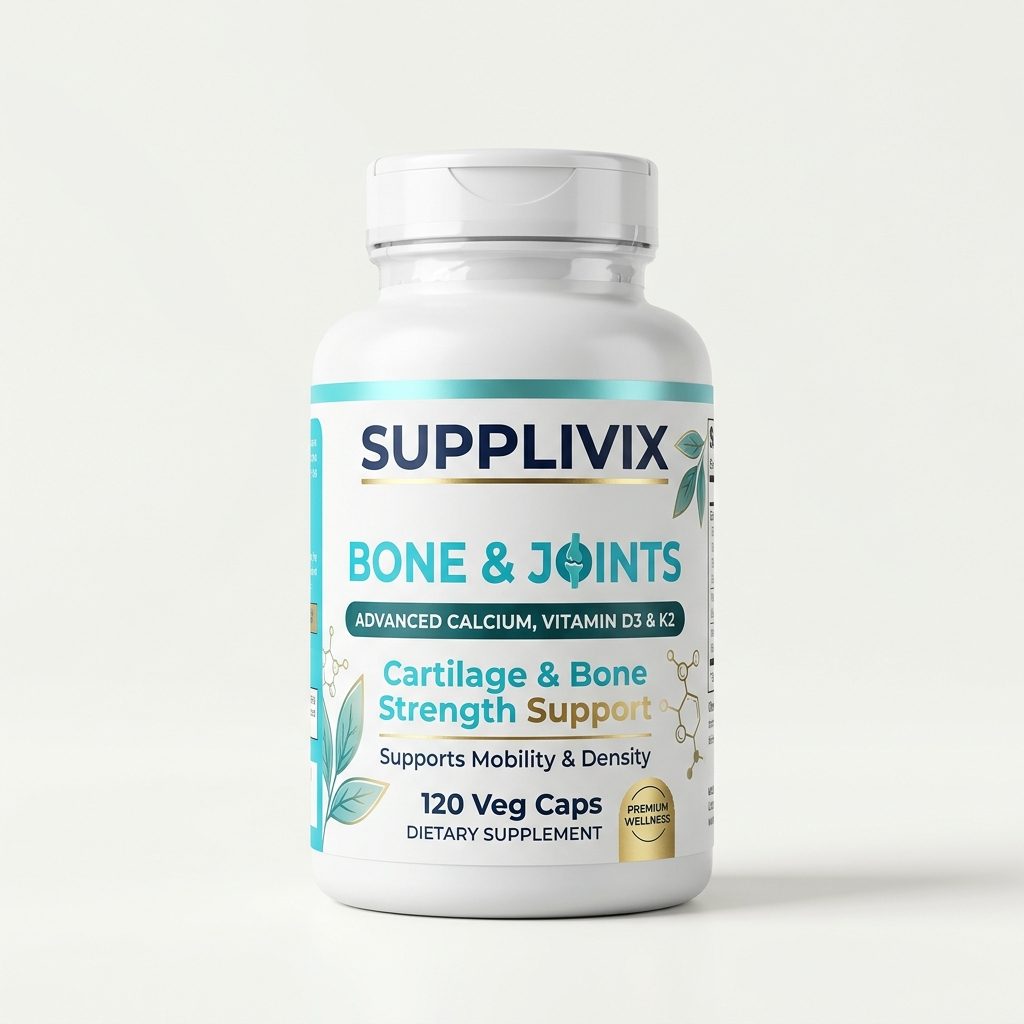 SUPPLIVIX
BONE & JOINTS
ADVANCED CALCIUM, VITAMIN D3 & K2
Cartilage & Bone
Strength Support
Supports Mobility & Density
120 Veg Caps
DIETARY SUPPLEMENT
PREMIUM
WELLNESS